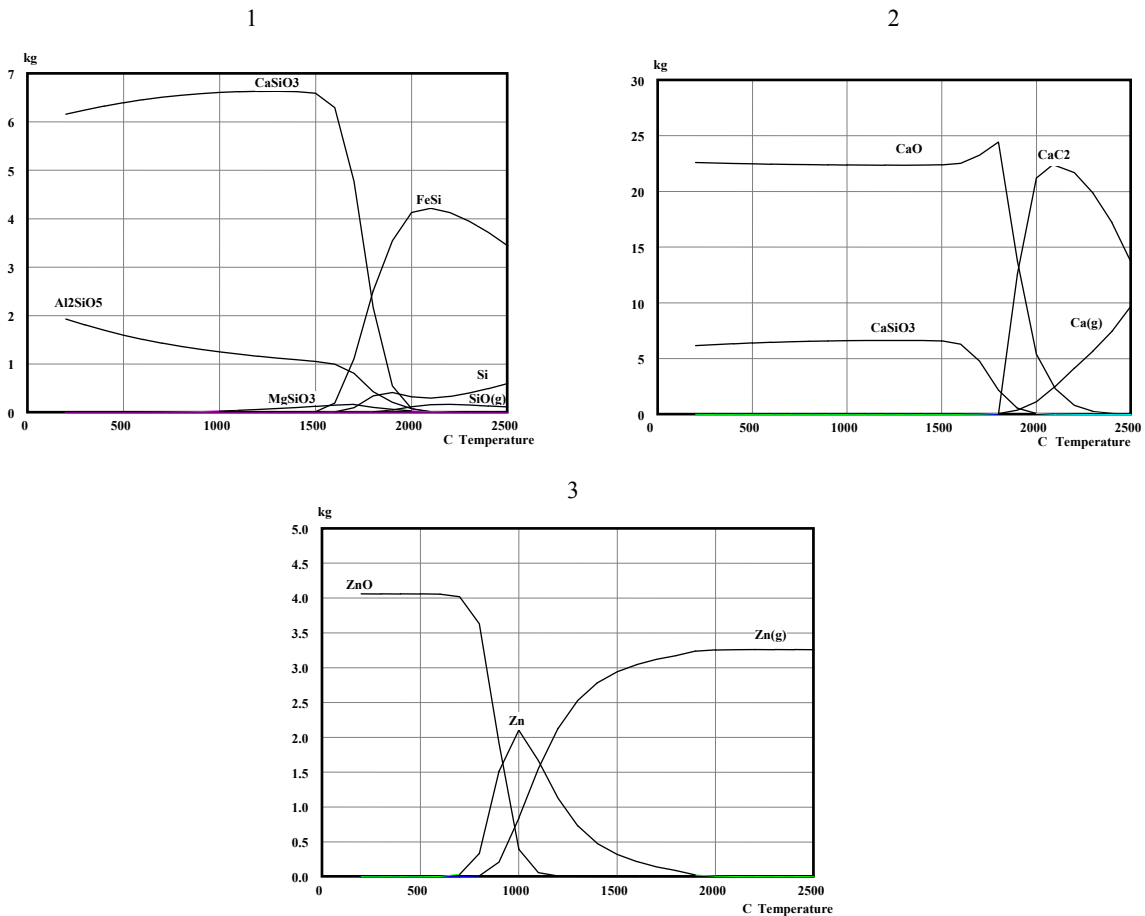 1
kg
7
CaSiO3
6
5
FeSi
4
3
Al2SiO5
2
1
Si
MgSiO3
SiO(g)
0
0 500 1000 1500 2000 2500
C Temperature
2
kg
30
25
CaO
CaC2
20
15
10
Ca(g)
CaSiO3
5
0
0 500 1000 1500 2000 2500
C Temperature
3
kg
5.0
4.5
ZnO
4.0
3.5
Zn(g)
3.0
2.5
Zn
2.0
1.5
1.0
0.5
0.0
0 500 1000 1500 2000 2500
C Temperature